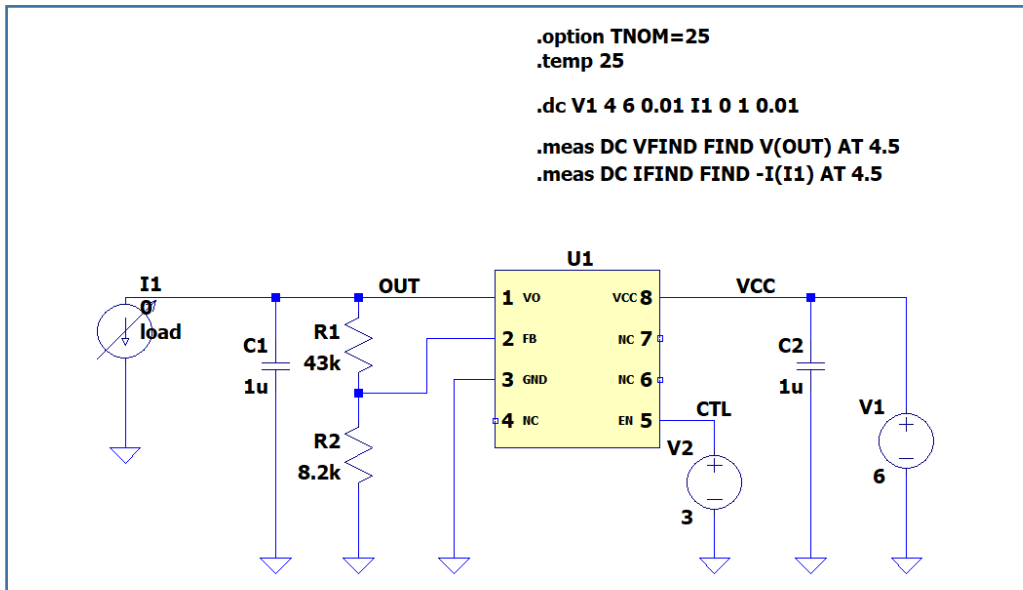 .option TNOM=25
.temp 25
.dc V1 4 6 0.01 I1 0 1 0.01
.meas DC VFIND FIND V(OUT) AT 4.5
.meas DC IFIND FIND -I(I1) AT 4.5
U1
I1
0
load
OUT
VCC
1 VO
VCC 8
2 FB
NC 7
3 GND
NC 6
4 NC
EN 5
R1
43k
C1
1u
R2
8.2k
C2
1u
CTL
V2
3
V1
6